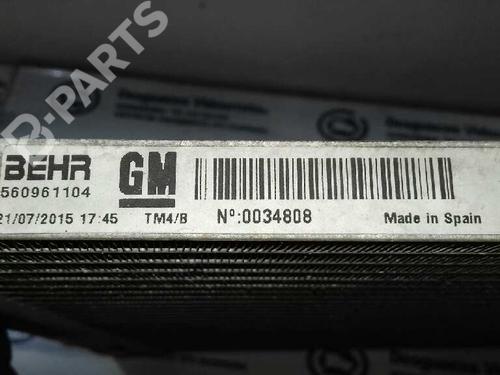 BEHR
GM
560961104
21/07/2015 17:45
TM4/B
Nº:0034808
Made in Spain
B-PARTS